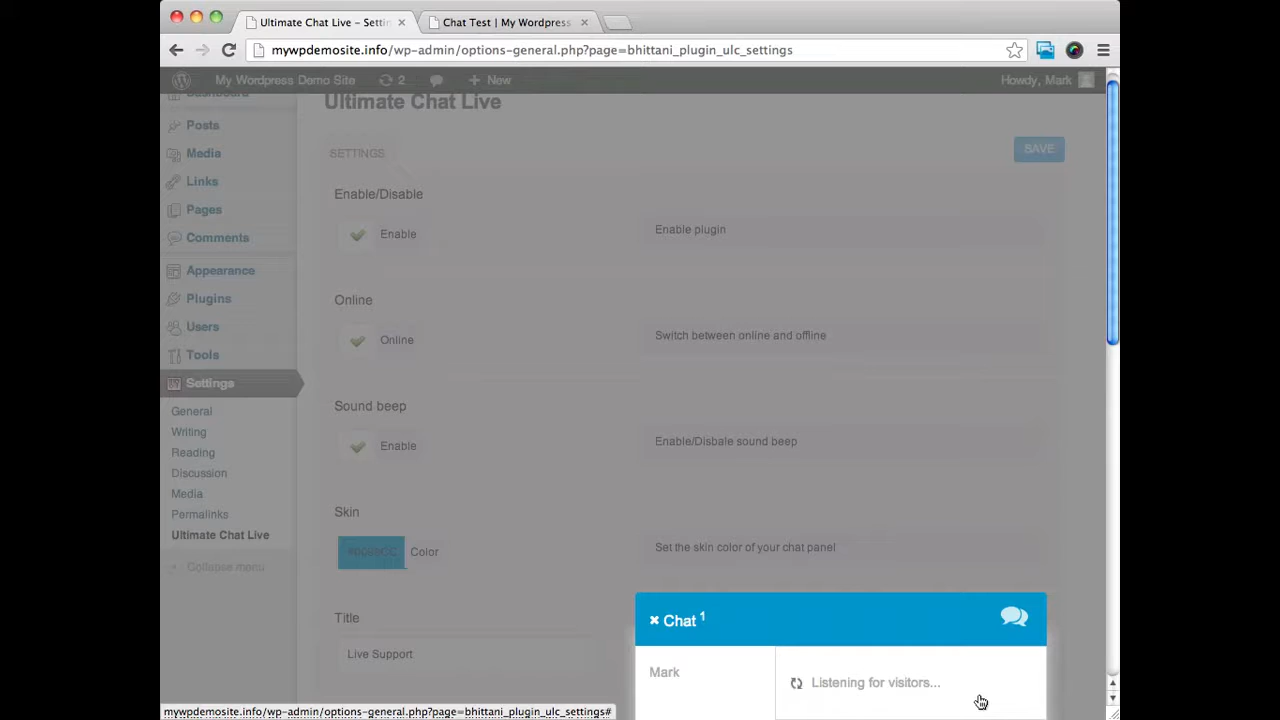 Ultimate Chat Live – Settin
Chat Test | My Wordpress
mywpdemosite.info/wp-admin/options-general.php?page=bhittani_plugin_ulc_settings
My Wordpress Demo Site 2 New Howdy, Mark
Dashboard
Posts
Media
Links
Pages
Comments
Appearance
Plugins
Users
Tools
Settings
General
Writing
Reading
Discussion
Media
Permalinks
Ultimate Chat Live
Collapse menu
Ultimate Chat Live
SETTINGS SAVE
Enable/Disable
Enable Enable plugin
Online
Online Switch between online and offline
Sound beep
Enable Enable/Disbale sound beep
Skin
Color Set the skin color of your chat panel
Title
Live Support
Chat 1
Mark Listening for visitors...
mywpdemosite.info/wp-admin/options-general.php?page=bhittani_plugin_ulc_settings#